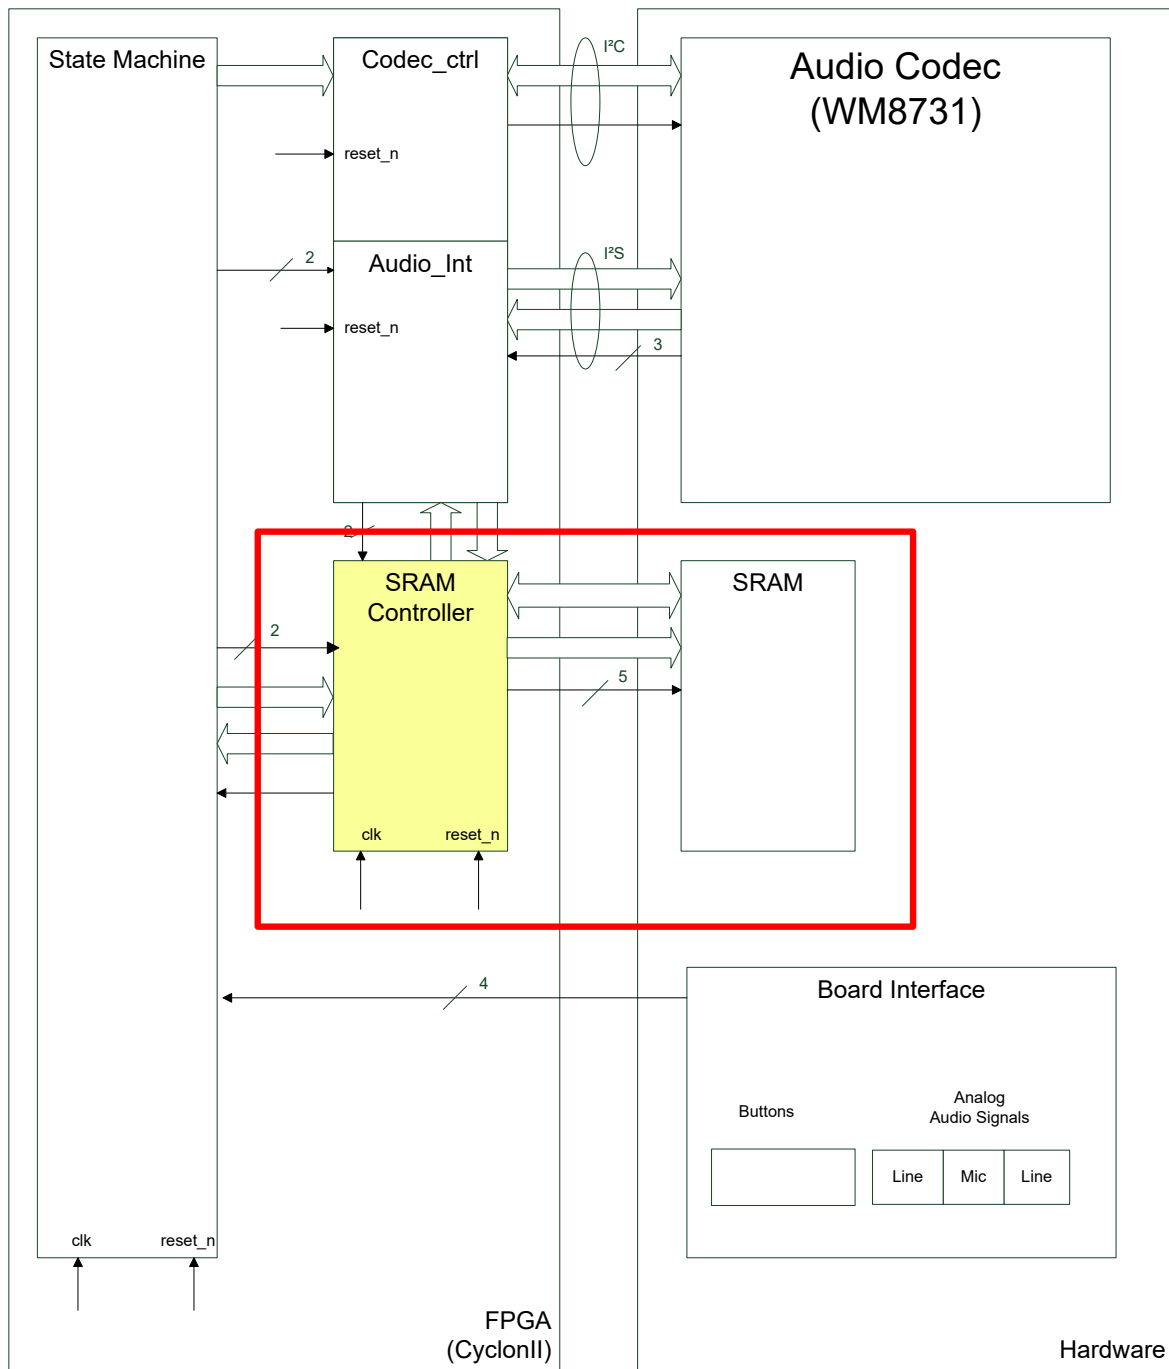 State Machine
Codec_ctrl
I²C
Audio Codec
(WM8731)
reset_n
2
Audio_Int
I²S
reset_n
3
2
SRAM
Controller
SRAM
2
5
clk
reset_n
4
Board Interface
Buttons
Analog
Audio Signals
Line
Mic
Line
clk
reset_n
FPGA
(CyclonII)
Hardware